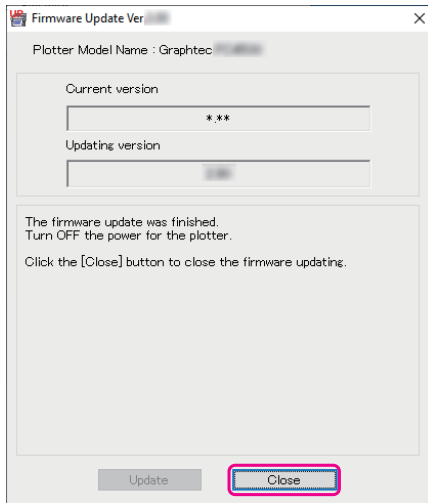 Firmware Update Ver
Plotter Model Name : Graphtec
Current version
*.**
Updating version
The firmware update was finished.
Turn OFF the power for the plotter.
Click the [Close] button to close the firmware updating.
Update
Close